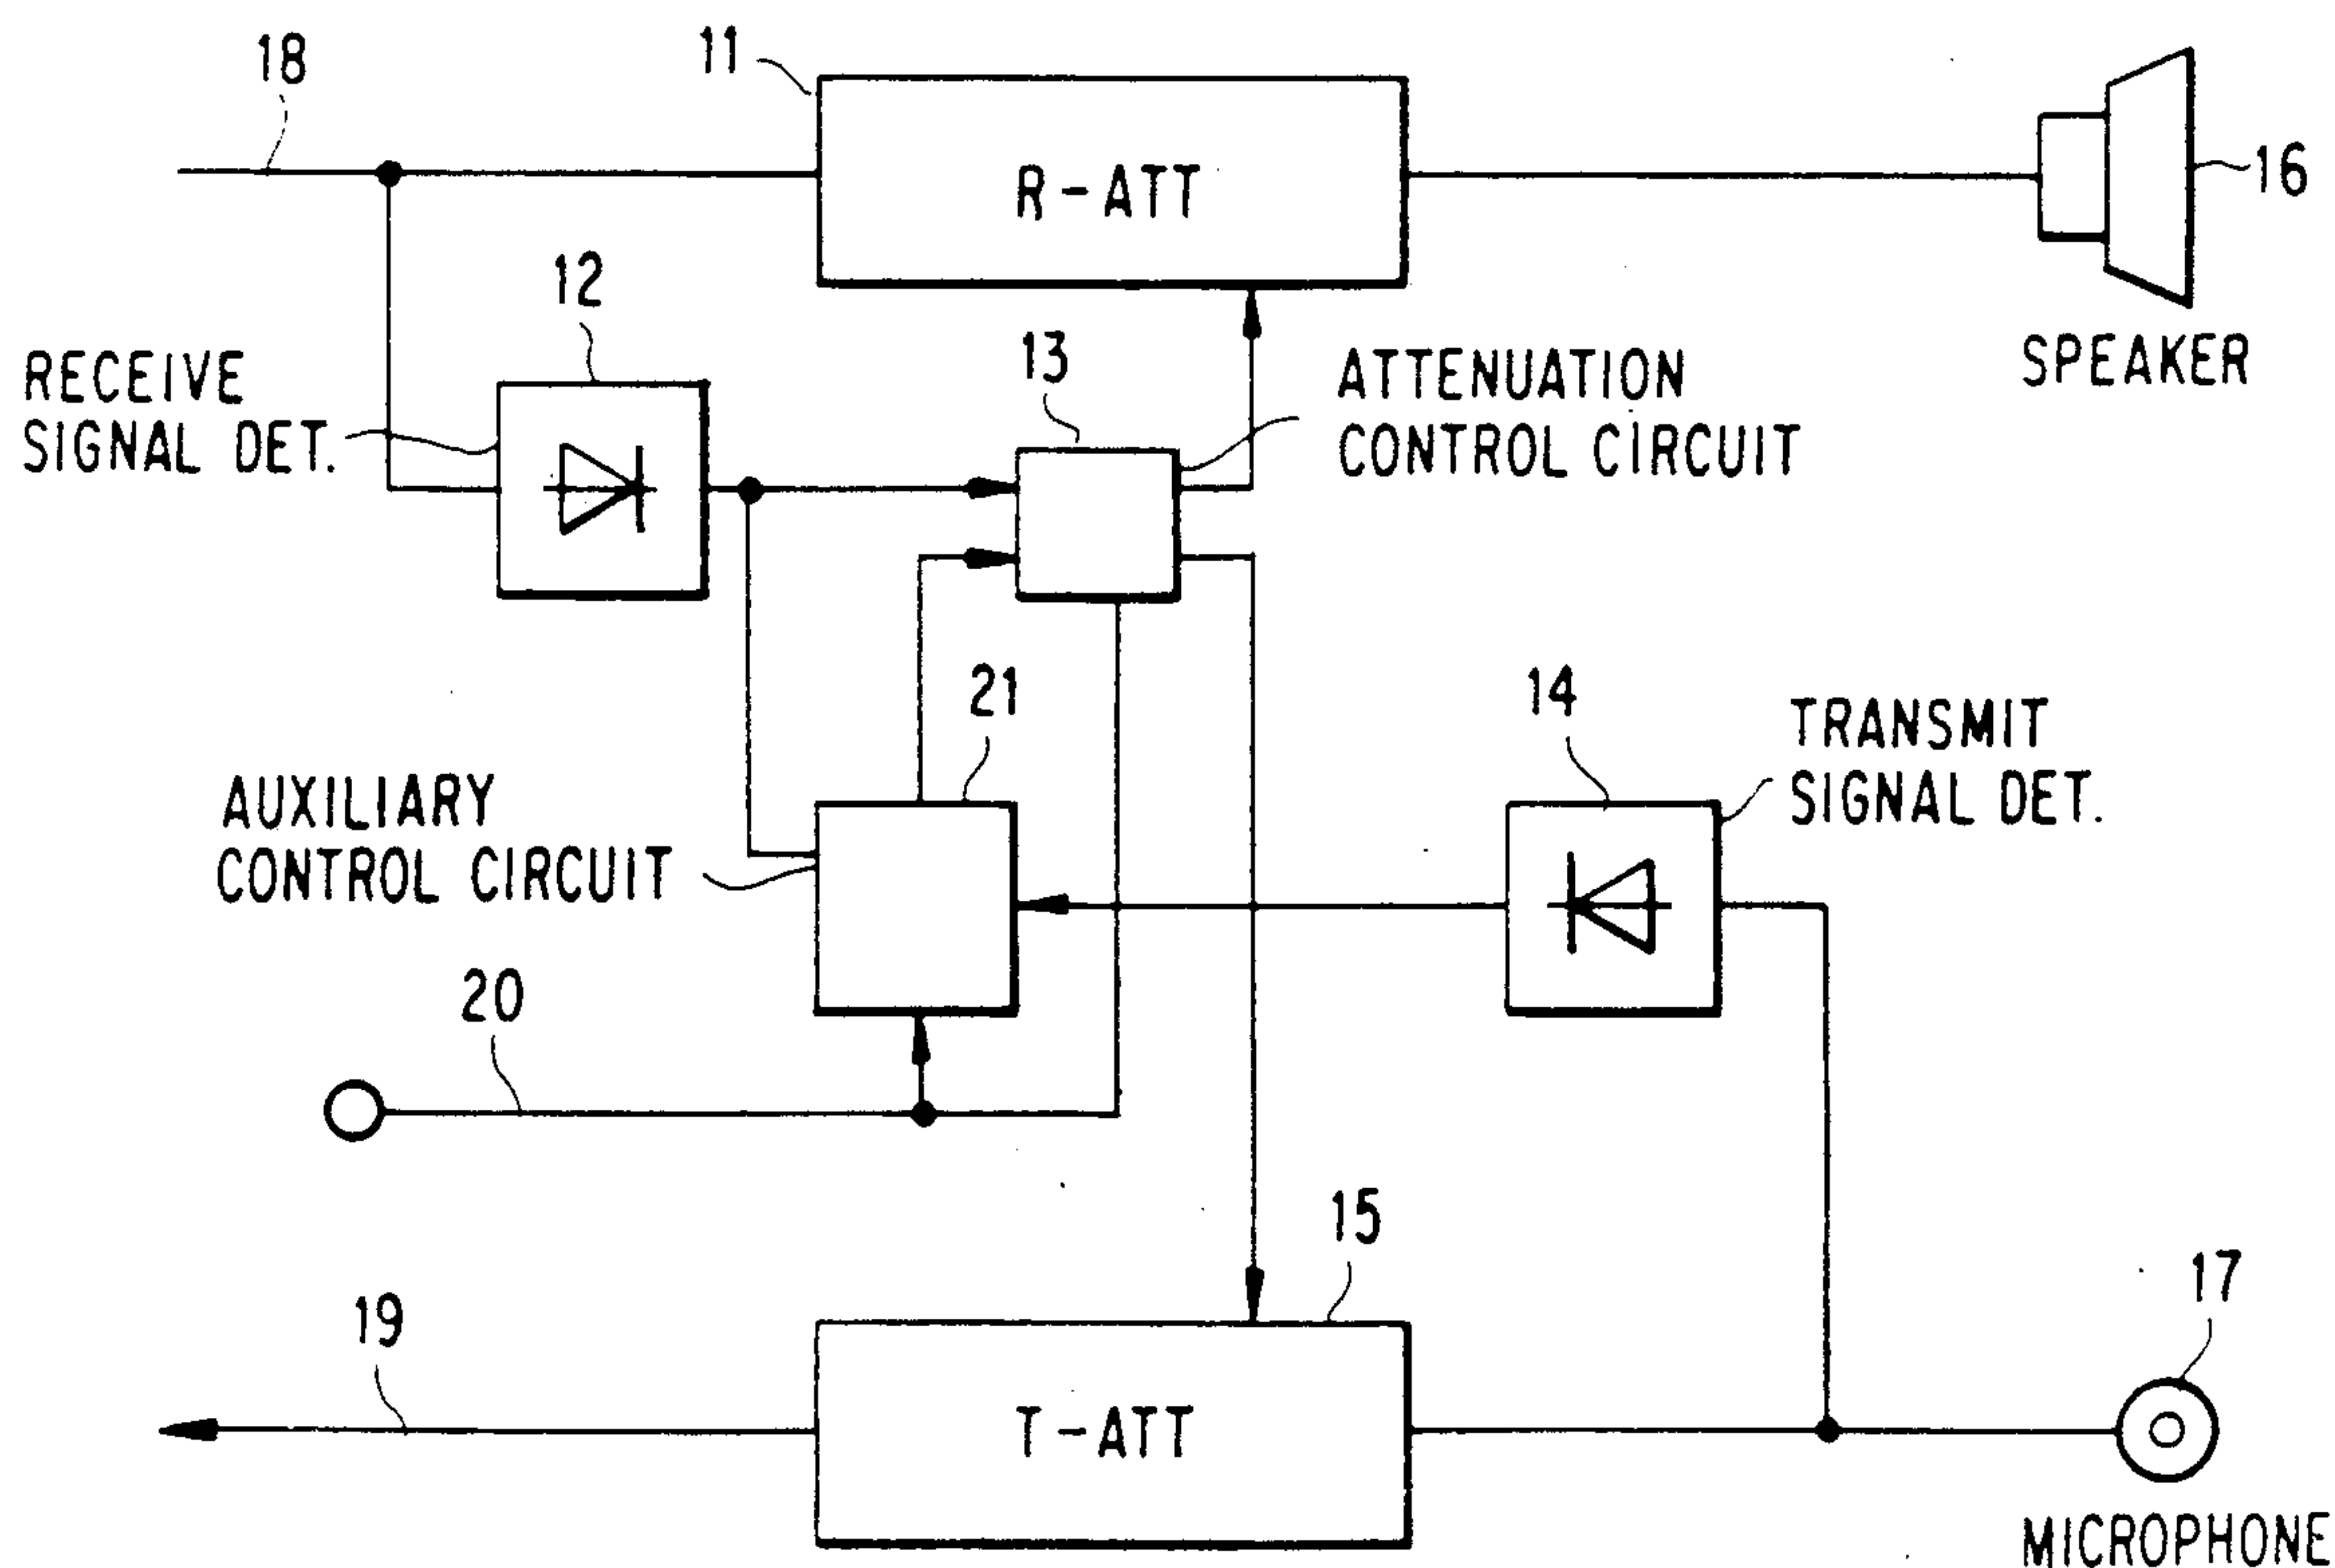 18
11
R-ATT
16
SPEAKER
12
RECEIVE
SIGNAL DET.
13
ATTENUATION
CONTROL CIRCUIT
21
14
TRANSMIT
SIGNAL DET.
AUXILIARY
CONTROL CIRCUIT
20
15
19
T-ATT
17
MICROPHONE